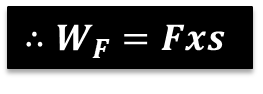 ∴ W_F = Fxs